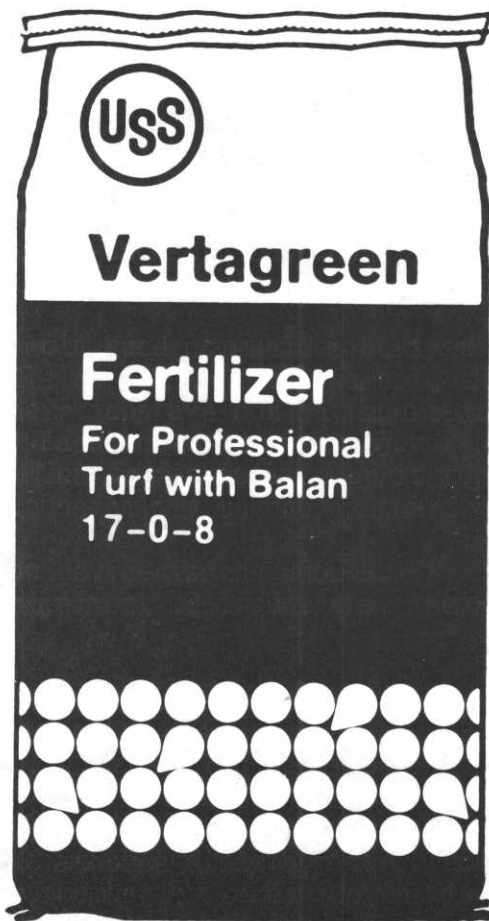 USS
Vertagreen
Fertilizer
For Professional
Turf with Balan
17-0-8